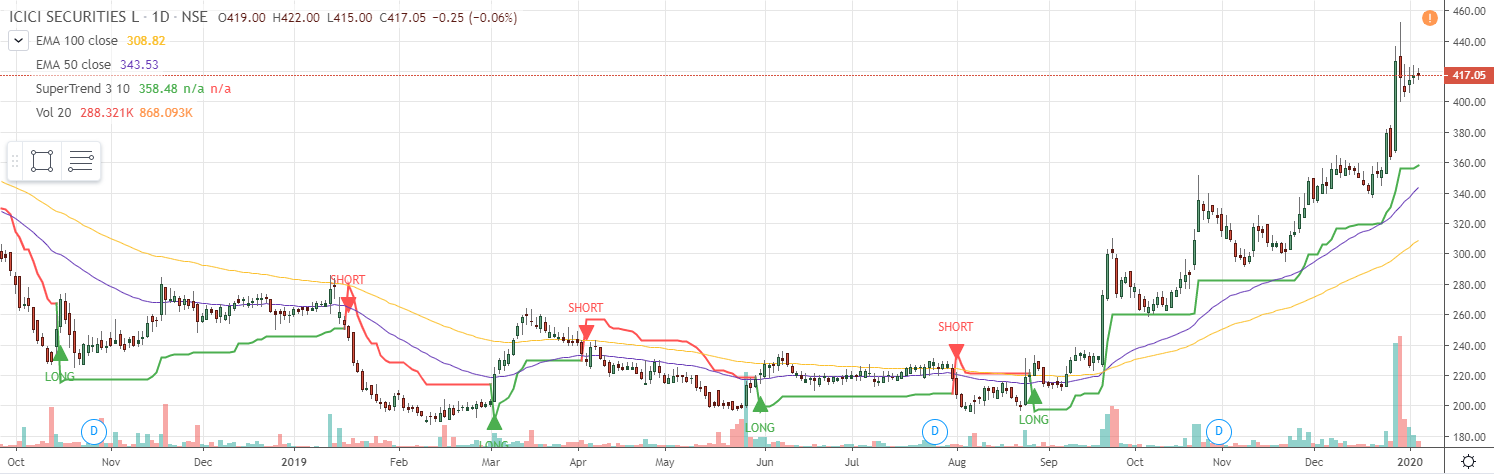 ICICI SECURITIES L · 1D · NSE O419.00 H422.00 L415.00 C417.05 −0.25 (−0.06%)
EMA 100 close 308.82
EMA 50 close 343.53
SuperTrend 3 10 358.48 n/a n/a
Vol 20 288.321K 868.093K
!
460.00
440.00
417.05
400.00
380.00
360.00
340.00
320.00
300.00
280.00
260.00
240.00
220.00
200.00
180.00
SHORT
SHORT
SHORT
LONG
LONG
LONG
LONG
D
D
D
Oct Nov Dec 2019 Feb Mar Apr May Jun Jul Aug Sep Oct Nov Dec 2020